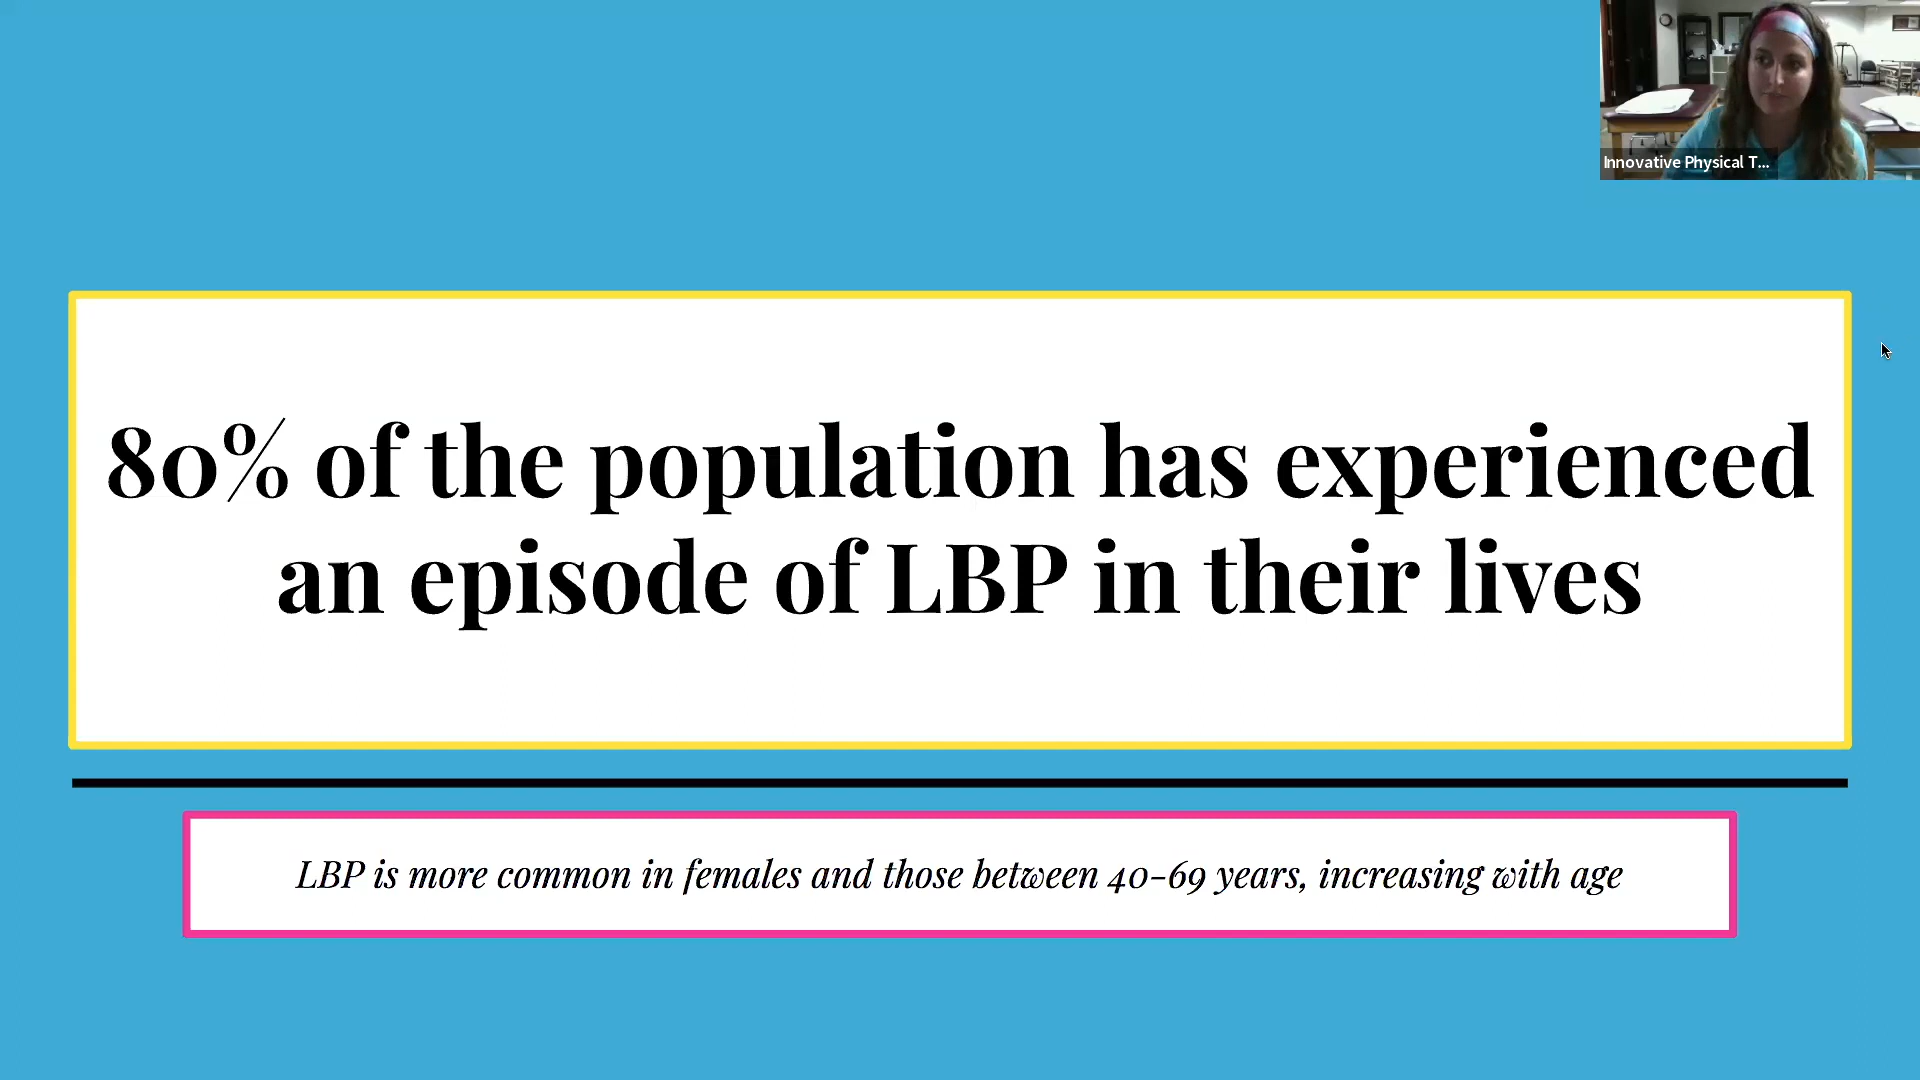 Innovative Physical T...
80% of the population has experienced
an episode of LBP in their lives
LBP is more common in females and those between 40-69 years, increasing with age